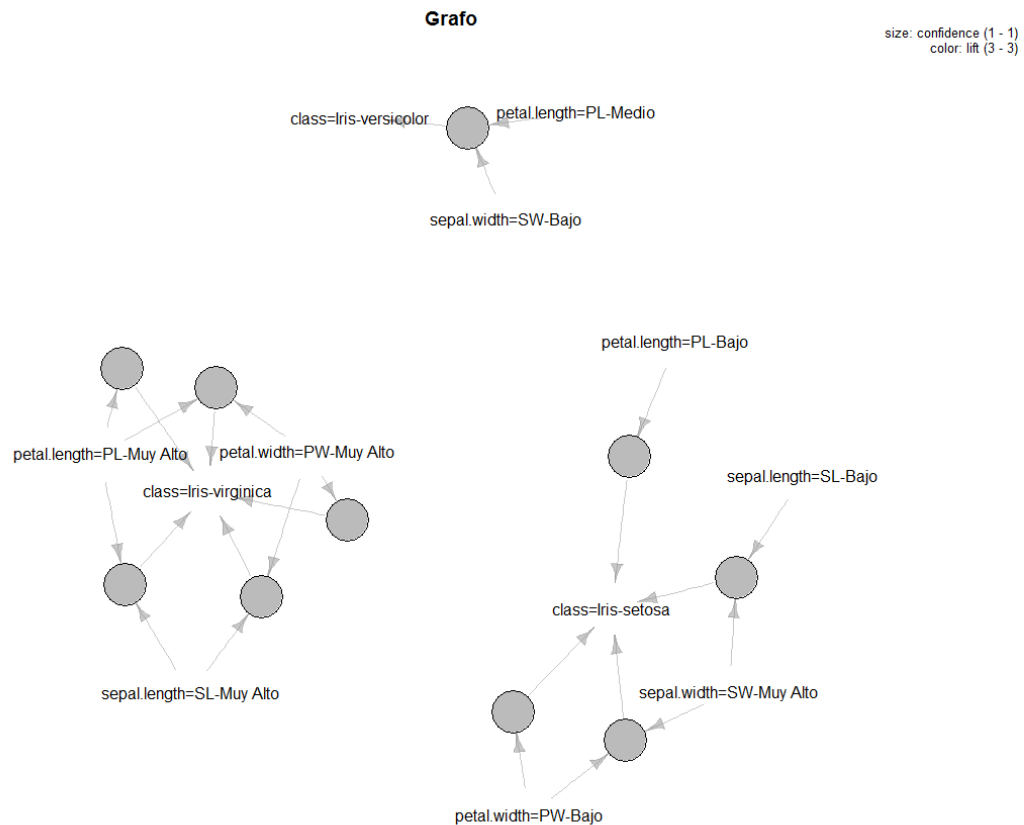 Grafo
size: confidence (1 - 1)
color: lift (3 - 3)
class=Iris-versicolor
petal.length=PL-Medio
sepal.width=SW-Bajo
petal.length=PL-Bajo
petal.length=PL-Muy Alto
petal.width=PW-Muy Alto
sepal.length=SL-Bajo
class=Iris-virginica
class=Iris-setosa
sepal.length=SL-Muy Alto
sepal.width=SW-Muy Alto
petal.width=PW-Bajo